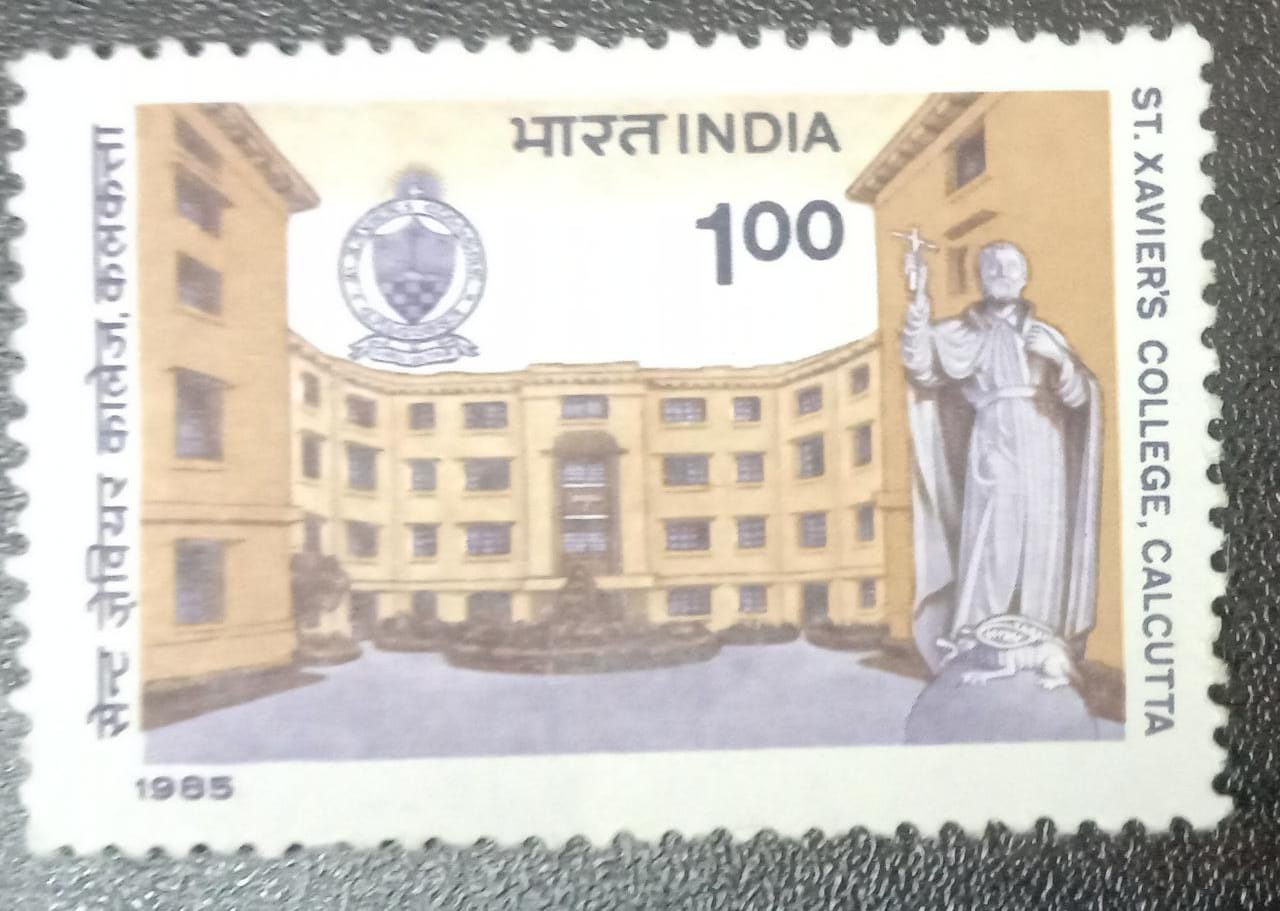 भारत INDIA
100
सेन्ट ज़ेवियर कालेज, कलकत्ता
ST. XAVIER'S COLLEGE, CALCUTTA
1985